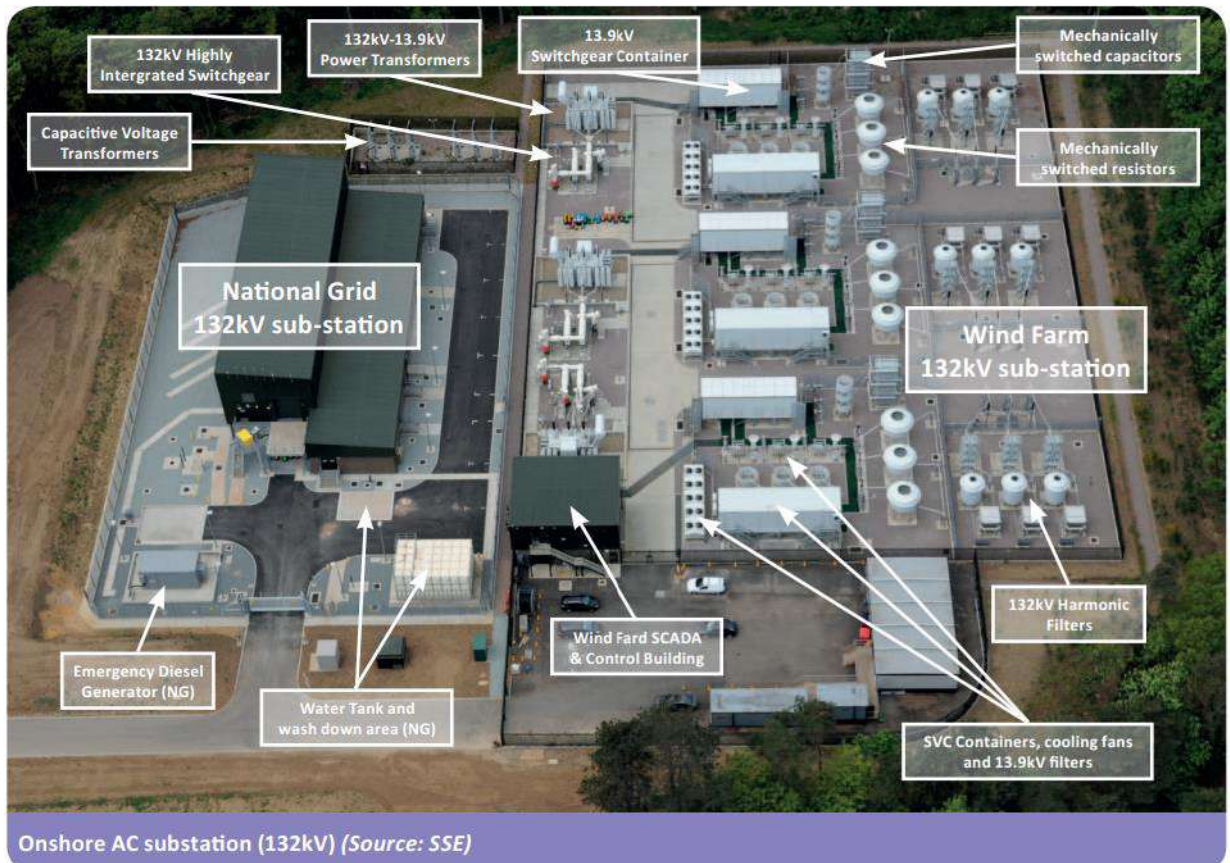 132kV Highly
Intergrated Switchgear
132kV-13.9kV
Power Transformers
13.9kV
Switchgear Container
Mechanically
switched capacitors
Capacitive Voltage
Transformers
Mechanically
switched resistors
National Grid
132kV sub-station
Wind Farm
132kV sub-station
Emergency Diesel
Generator (NG)
Water Tank and
wash down area (NG)
Wind Fard SCADA
& Control Building
132kV Harmonic
Filters
SVC Containers, cooling fans
and 13.9kV filters
Onshore AC substation (132kV) (Source: SSE)